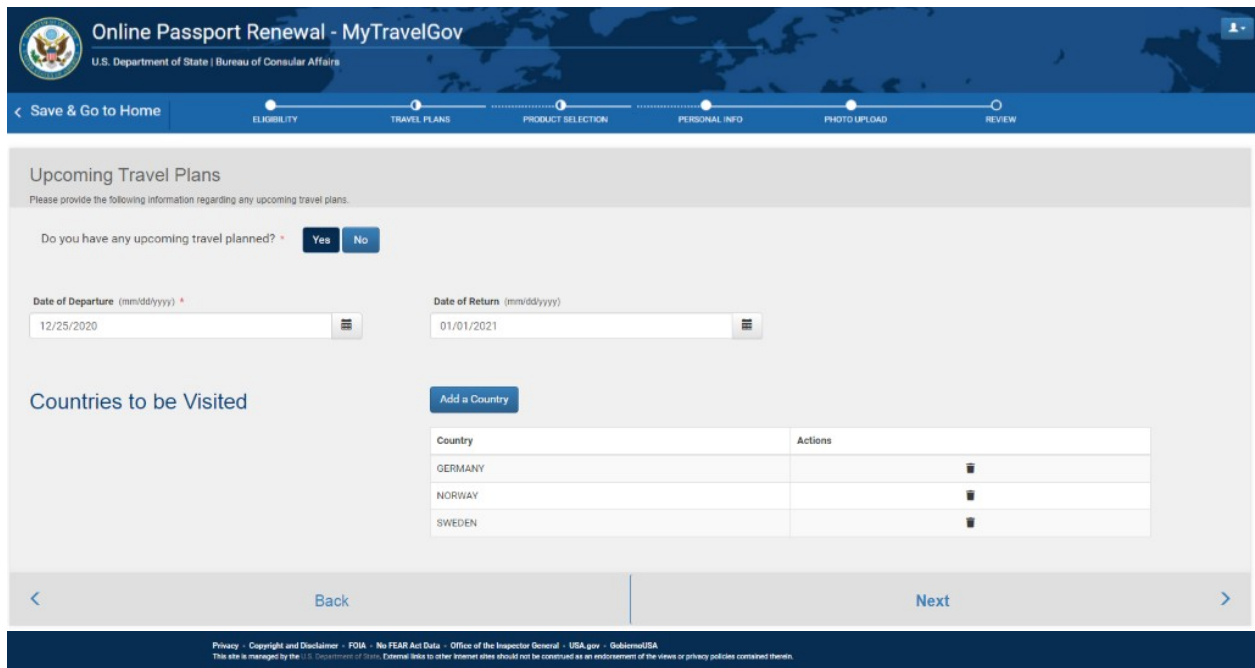 Online Passport Renewal - MyTravelGov
U.S. Department of State | Bureau of Consular Affairs
Save & Go to Home
ELIGIBILITY
TRAVEL PLANS
PRODUCT SELECTION
PERSONAL INFO
PHOTO UPLOAD
REVIEW
Upcoming Travel Plans
Please provide the following information regarding any upcoming travel plans.
Do you have any upcoming travel planned? * Yes No
Date of Departure (mm/dd/yyyy) * Date of Return (mm/dd/yyyy)
12/25/2020 01/01/2021
Countries to be Visited Add a Country
Country Actions
GERMANY
NORWAY
SWEDEN
Back Next
Privacy - Copyright and Disclaimer - FOIA - No FEAR Act Data - Office of the Inspector General - USA.gov - GobiernoUSA
This site is managed by the U.S. Department of State. External links to other Internet sites should not be construed as an endorsement of the views or privacy policies contained therein.